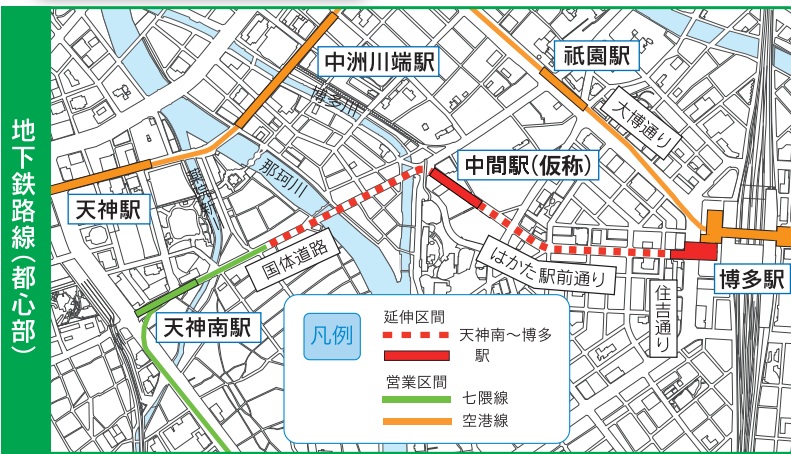 地下鉄路線(都心部)
中洲川端駅
祇園駅
博多川
大博通り
中間駅(仮称)
天神駅
那珂川
国体道路
はかた駅前通り
博多駅
住吉通り
天神南駅
凡例
延伸区間
天神南〜博多
駅
営業区間
七隈線
空港線